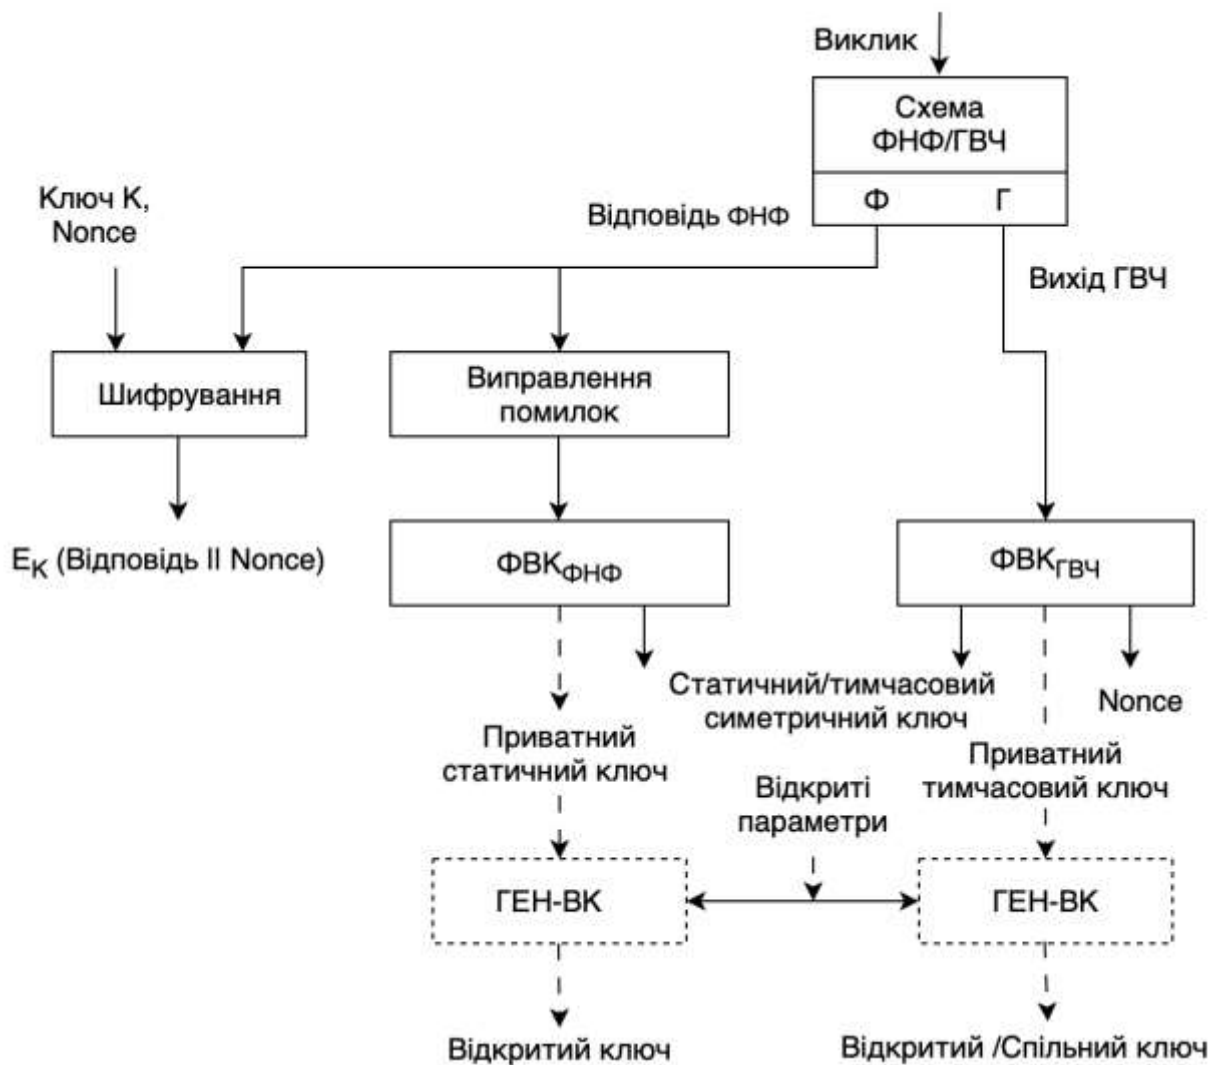 Виклик
Схема
ФНФ/ГВЧ
Ф Г
Ключ К,
Nonce
Відповідь ФНФ
Вихід ГВЧ
Шифрування
Виправлення
помилок
E_K (Відповідь II Nonce)
ФВК_ФНФ
ФВК_ГВЧ
Статичний/тимчасовий
симетричний ключ
Nonce
Приватний
статичний ключ
Приватний
тимчасовий ключ
Відкриті
параметри
ГЕН-ВК
ГЕН-ВК
Відкритий ключ
Відкритий /Спільний ключ